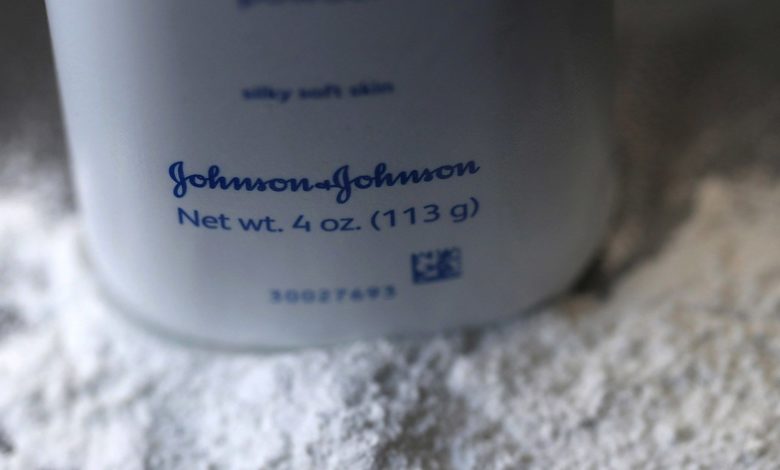 silky soft skin
Johnson+Johnson
Net wt. 4 oz. (113 g)
30027693